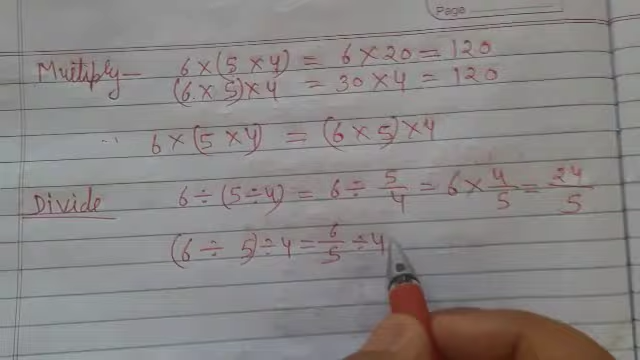 Page
Multiply— 6 × (5 × 4) = 6 × 20 = 120
(6 × 5) × 4 = 30 × 4 = 120
∵ 6 × (5 × 4) = (6 × 5) × 4
Divide 6 ÷ (5 ÷ 4) = 6 ÷ 5/4 = 6 × 4/5 = 24/5
(6 ÷ 5) ÷ 4 = 6/5 ÷ 4